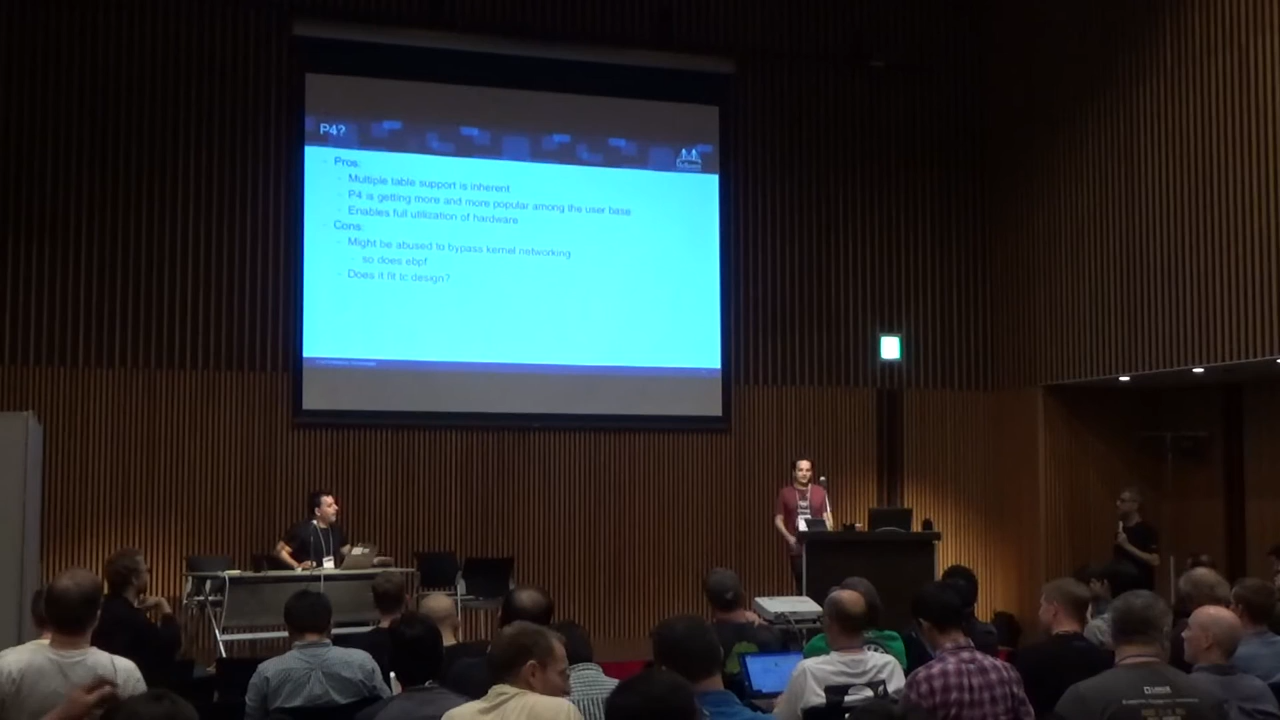 P4?
- Pros:
- Multiple table support is inherent
- P4 is getting more and more popular among the user base
- Enables full utilization of hardware
- Cons:
- Might be abused to bypass kernel networking
- so does ebpf
- Does it fit tc design?